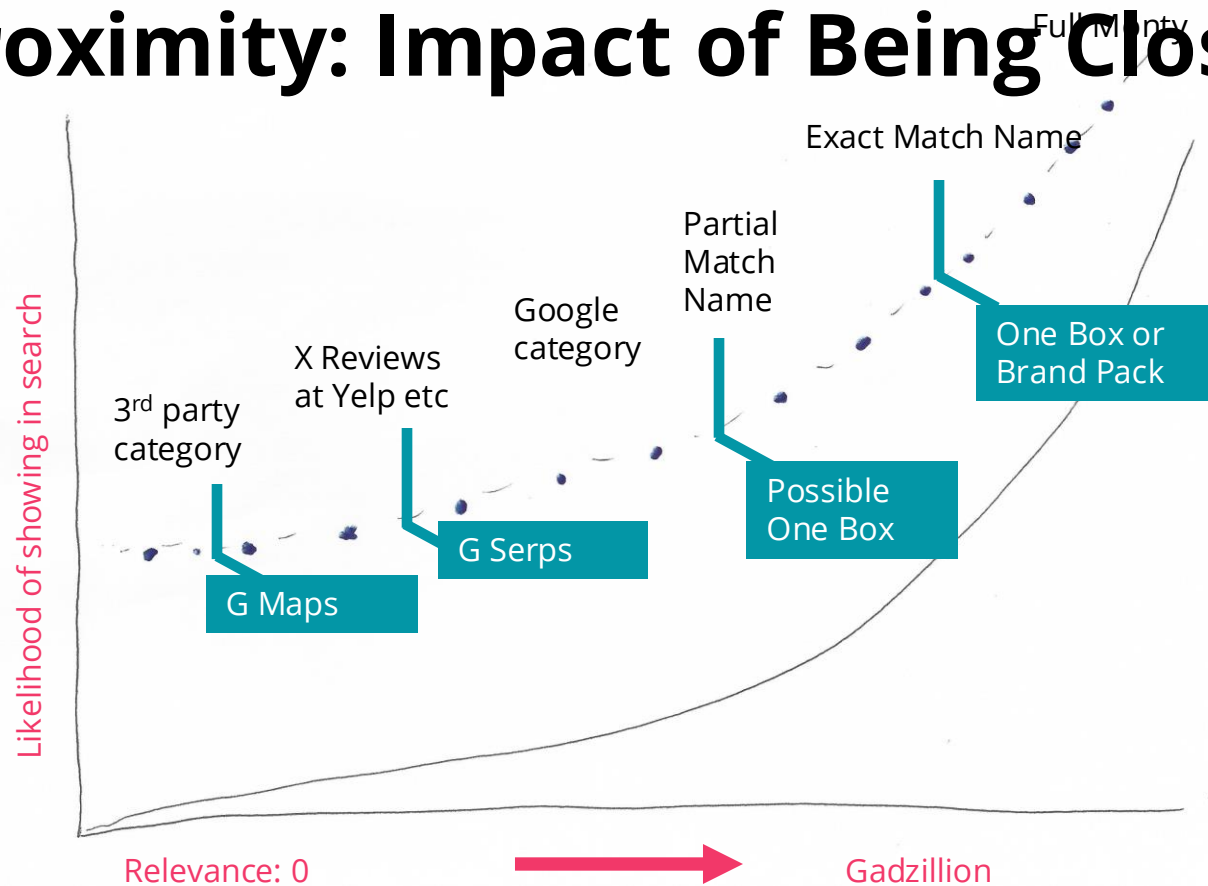 roximity: Impact of Being Clos
Full Monty
Exact Match Name
Partial
Match
Name
Google
category
X Reviews
at Yelp etc
3rd party
category
One Box or
Brand Pack
Possible
One Box
G Serps
G Maps
Likelihood of showing in search
Relevance: 0
Gadzillion